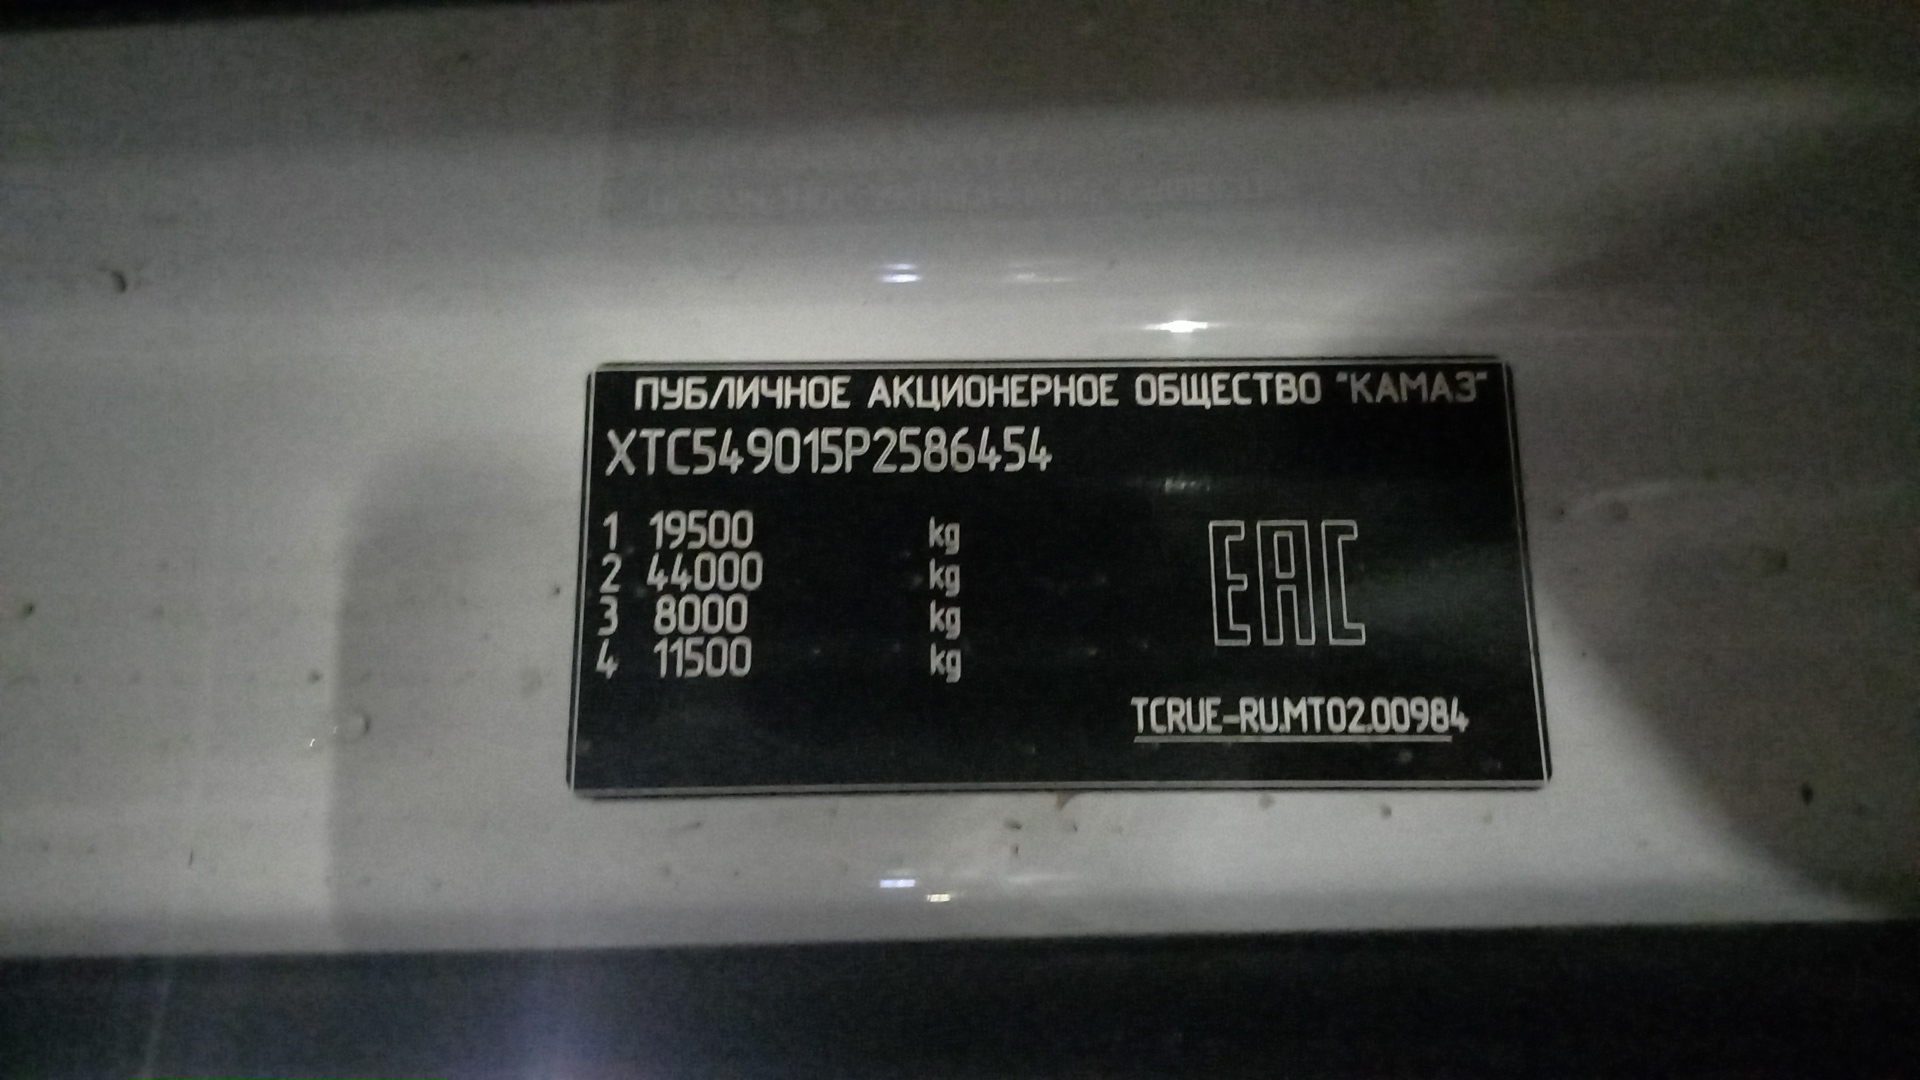 ПУБЛИЧНОЕ АКЦИОНЕРНОЕ ОБЩЕСТВО "КАМАЗ"
XTC549015P2586454
1 19500 kg
2 44000 kg
3 8000 kg
4 11500 kg
EAC
TCRUE-RU.MT02.00984